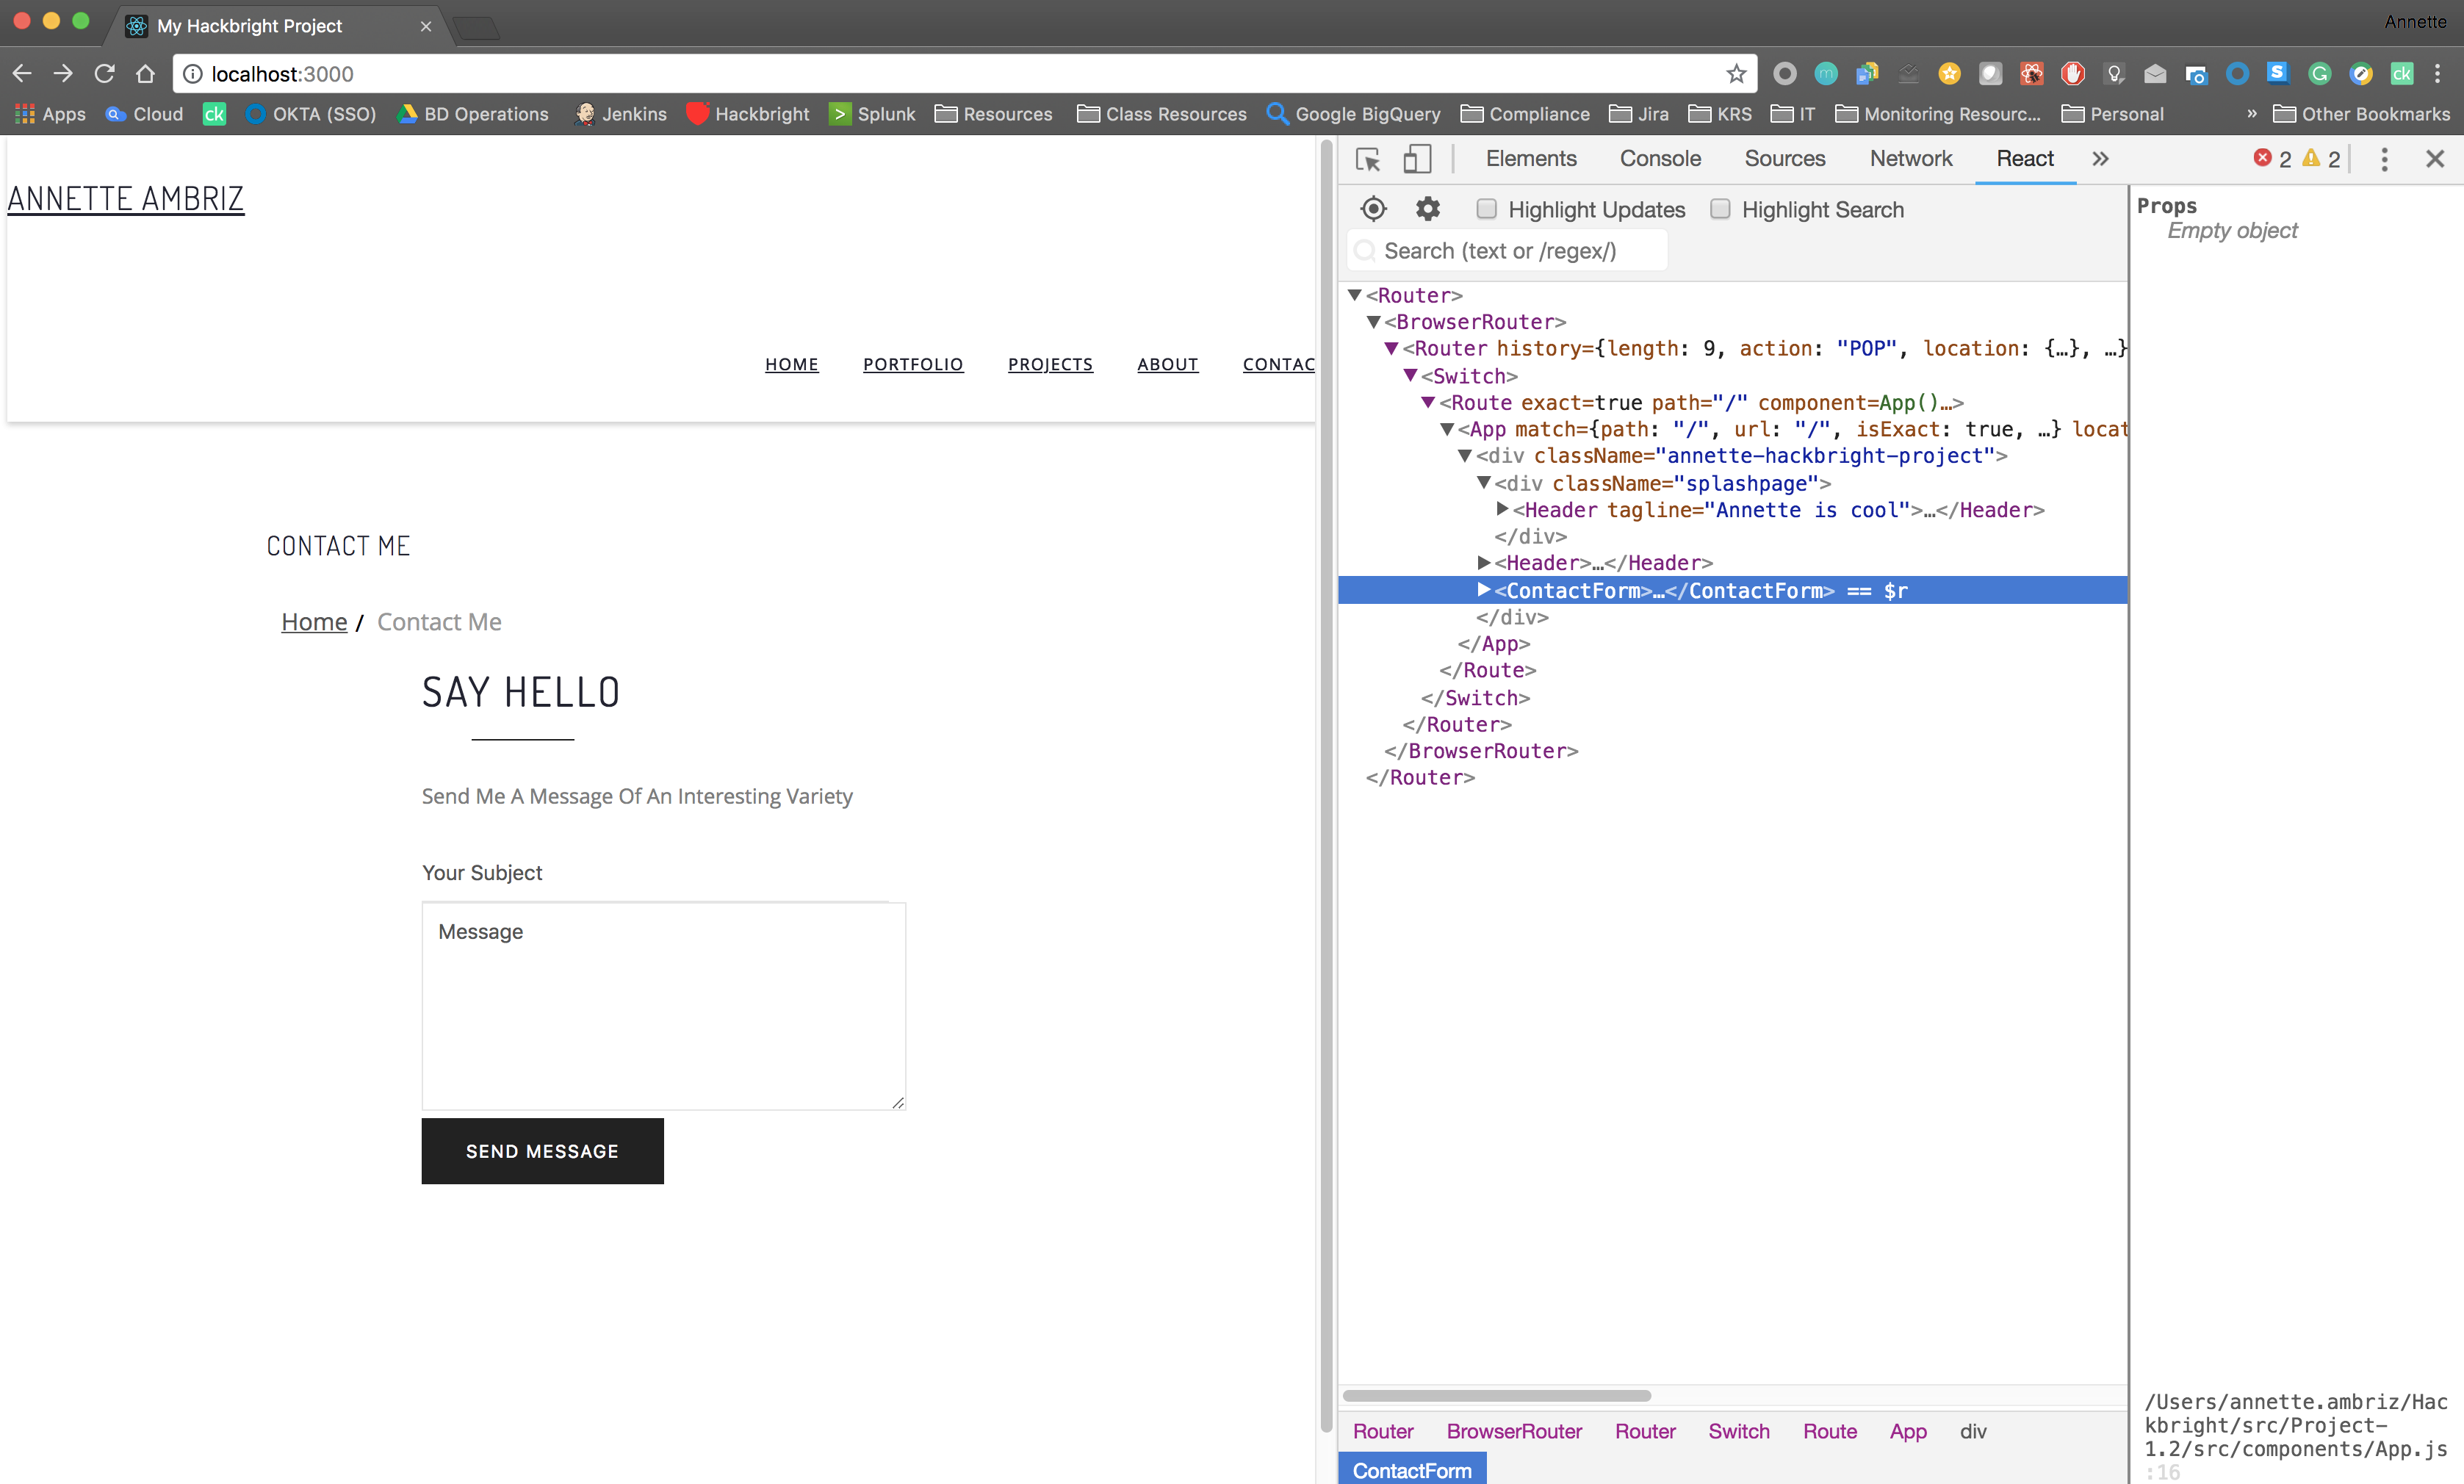 My Hackbright Project
Annette
localhost:3000
Apps Cloud ck OKTA (SSO) BD Operations Jenkins Hackbright Splunk Resources Class Resources Google BigQuery Compliance Jira KRS IT Monitoring Resourc... Personal » Other Bookmarks
ANNETTE AMBRIZ
HOME PORTFOLIO PROJECTS ABOUT CONTAC
CONTACT ME
Home / Contact Me
SAY HELLO
Send Me A Message Of An Interesting Variety
Your Subject
Message
SEND MESSAGE
Elements Console Sources Network React » 2 2
Highlight Updates Highlight Search
Search (text or /regex/)
<Router>
<BrowserRouter>
<Router history={length: 9, action: "POP", location: {…}, …}
<Switch>
<Route exact=true path="/" component=App()…>
<App match={path: "/", url: "/", isExact: true, …} locat
<div className="annette-hackbright-project">
<div className="splashpage">
<Header tagline="Annette is cool">…</Header>
</div>
<Header>…</Header>
<ContactForm>…</ContactForm> == $r
</div>
</App>
</Route>
</Switch>
</Router>
</BrowserRouter>
</Router>
Router BrowserRouter Router Switch Route App div
ContactForm
Props
Empty object
/Users/annette.ambriz/Hac
kbright/src/Project-
1.2/src/components/App.js
:16